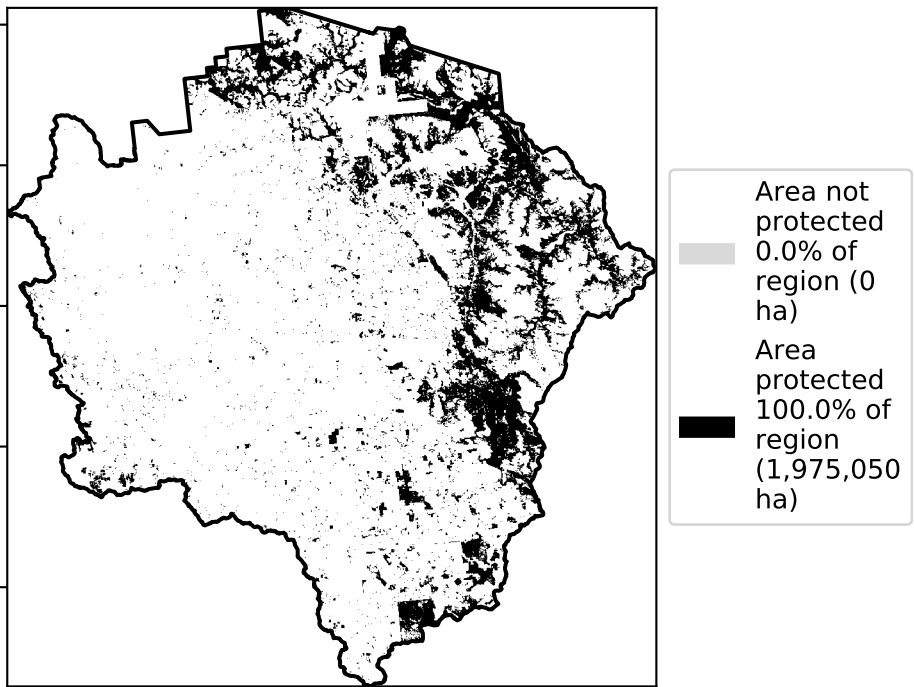 Area not
protected
0.0% of
region (0
ha)
Area
protected
100.0% of
region
(1,975,050
ha)